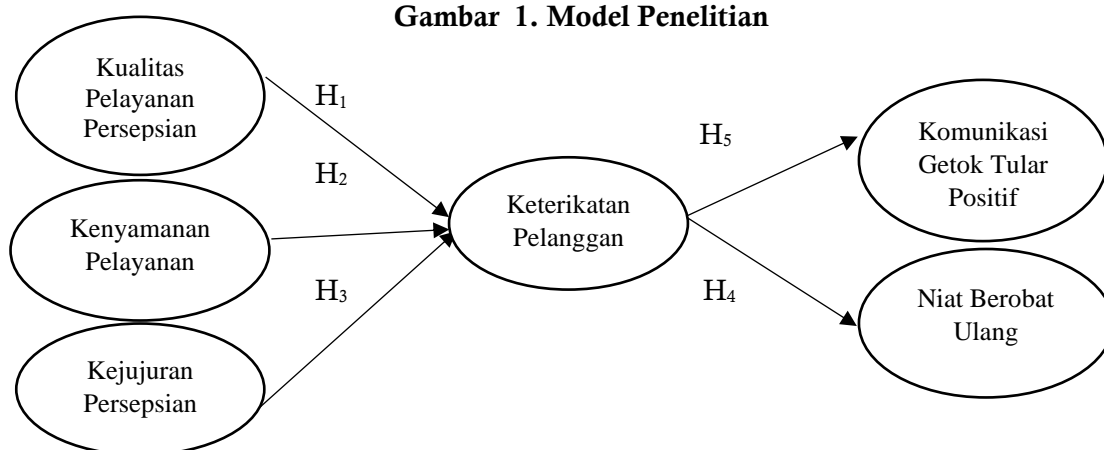 Gambar 1. Model Penelitian
Kualitas
Pelayanan
Persepsian
H₁
H₂
Kenyamanan
Pelayanan
H₃
Kejujuran
Persepsian
Keterikatan
Pelanggan
H₅
Komunikasi
Getok Tular
Positif
H₄
Niat Berobat
Ulang